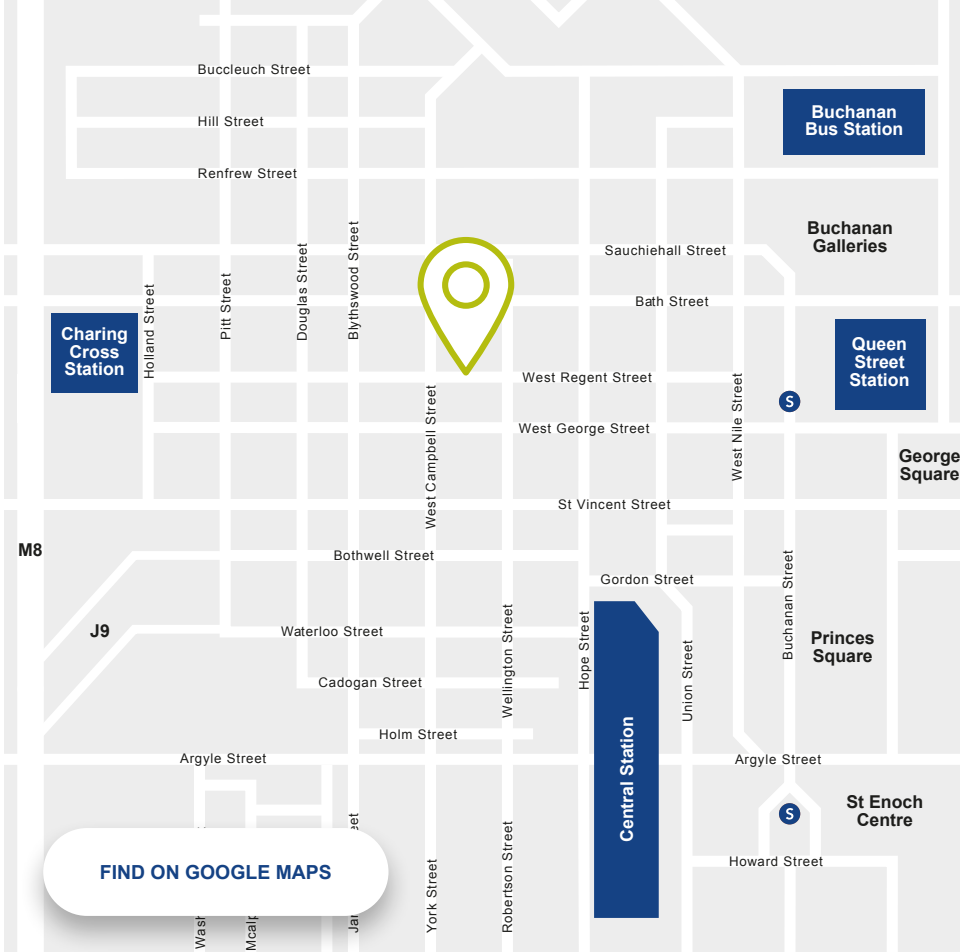 Buccleuch Street
Buchanan
Bus Station
Hill Street
Renfrew Street
Buchanan
Galleries
Sauchiehall Street
Blythswood Street
Douglas Street
Pitt Street
Holland Street
Bath Street
Charing
Cross
Station
Queen
Street
Station
West Regent Street
S
West Campbell Street
West Nile Street
West George Street
George
Square
St Vincent Street
M8
Bothwell Street
Gordon Street
Buchanan Street
J9
Waterloo Street
Wellington Street
Hope Street
Union Street
Princes
Square
Cadogan Street
Central Station
Holm Street
Argyle Street
Argyle Street
St Enoch
Centre
S
Howard Street
FIND ON GOOGLE MAPS
York Street
Robertson Street